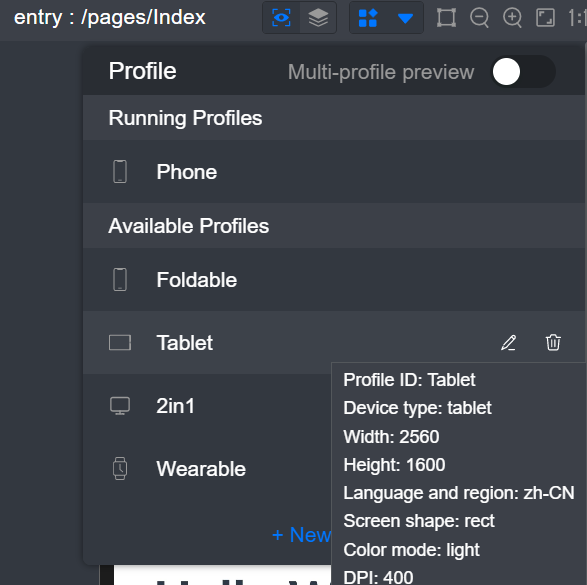 entry : /pages/Index
Profile
Multi-profile preview
Running Profiles
Phone
Available Profiles
Foldable
Tablet
2in1
Wearable
+ New
Profile ID: Tablet
Device type: tablet
Width: 2560
Height: 1600
Language and region: zh-CN
Screen shape: rect
Color mode: light
DPI: 400